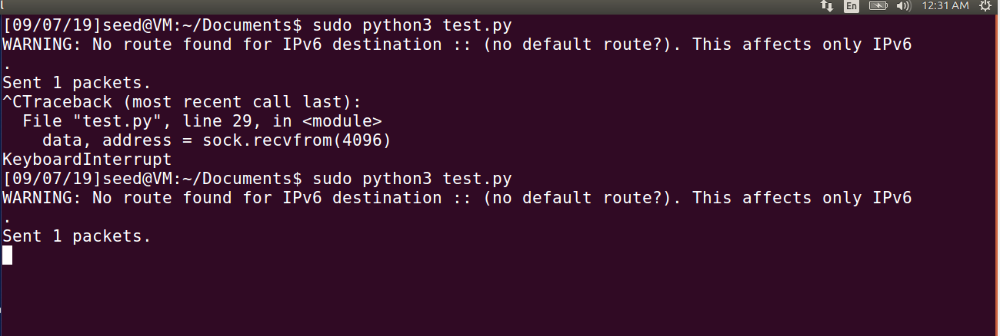 En 12:31 AM
[09/07/19]seed@VM:~/Documents$ sudo python3 test.py
WARNING: No route found for IPv6 destination :: (no default route?). This affects only IPv6
.
Sent 1 packets.
^CTraceback (most recent call last):
  File "test.py", line 29, in <module>
    data, address = sock.recvfrom(4096)
KeyboardInterrupt
[09/07/19]seed@VM:~/Documents$ sudo python3 test.py
WARNING: No route found for IPv6 destination :: (no default route?). This affects only IPv6
.
Sent 1 packets.